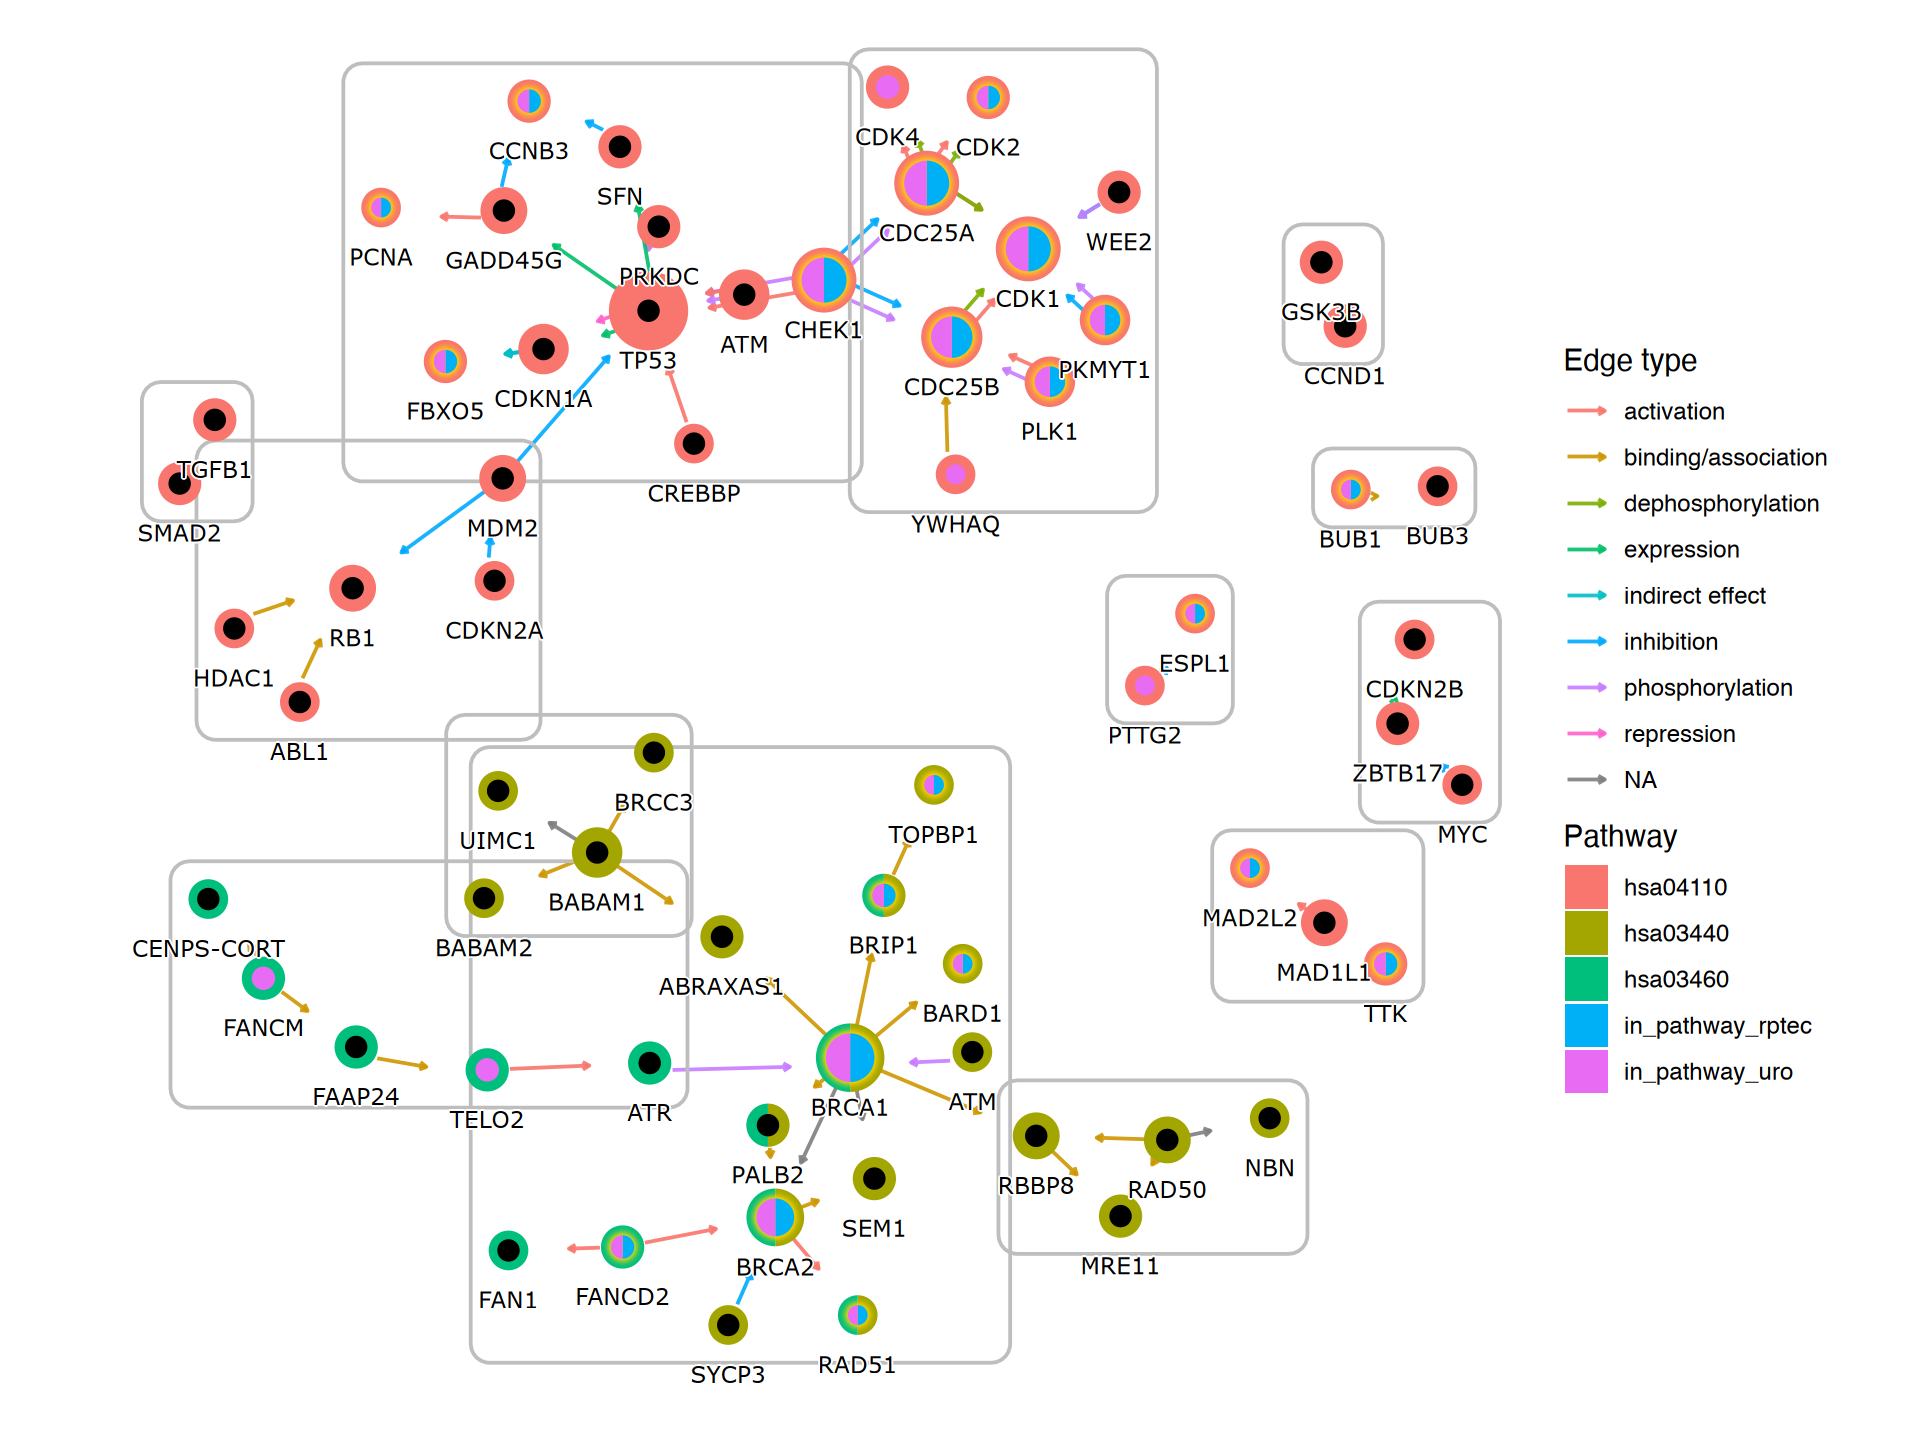 CDK4
CDK2
CCNB3
SFN
PCNA
GADD45G
CDC25A
WEE2
PRKDC
CDK1
GSK3B
CHEK1
ATM
TP53
PKMYT1
CCND1
CDC25B
FBXO5
CDKN1A
PLK1
TGFB1
CREBBP
SMAD2
MDM2
YWHAQ
BUB1
BUB3
CDKN2A
RB1
HDAC1
ESPL1
CDKN2B
ABL1
PTTG2
ZBTB17
BRCC3
UIMC1
TOPBP1
MYC
BABAM1
MAD2L2
CENPS-CORT
BABAM2
BRIP1
MAD1L1
ABRAXAS1
BARD1
TTK
FANCM
FAAP24
TELO2
ATR
BRCA1
ATM
PALB2
RBBP8
RAD50
NBN
SEM1
BRCA2
MRE11
FAN1
FANCD2
SYCP3
RAD51
Edge type
activation
binding/association
dephosphorylation
expression
indirect effect
inhibition
phosphorylation
repression
NA
Pathway
hsa04110
hsa03440
hsa03460
in_pathway_rptec
in_pathway_uro